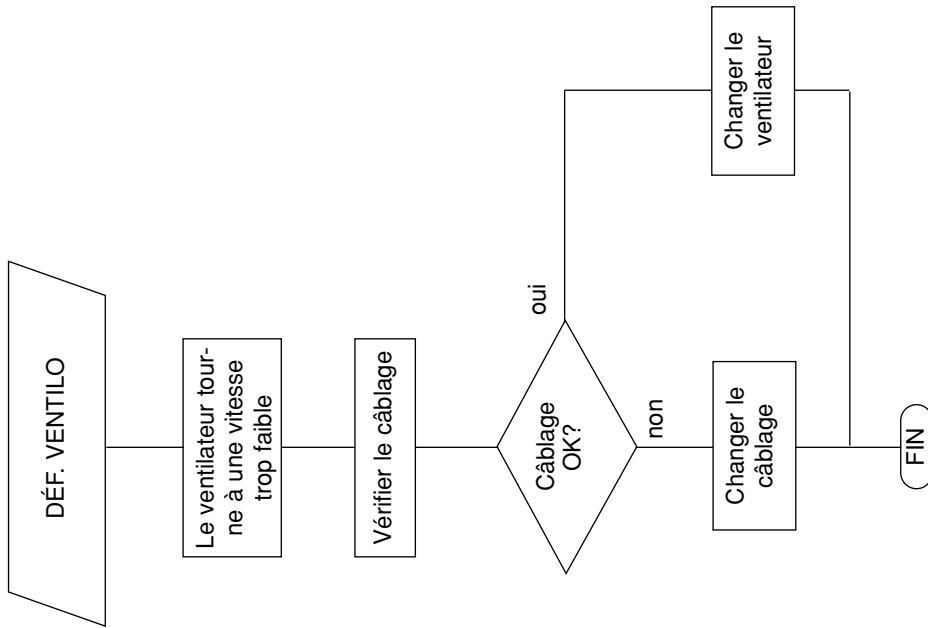 DÉF. VENTILO
Le ventilateur tour-
ne à une vitesse
trop faible
Vérifier le câblage
Câblage
OK?
oui
non
Changer le
câblage
Changer le
ventilateur
FIN